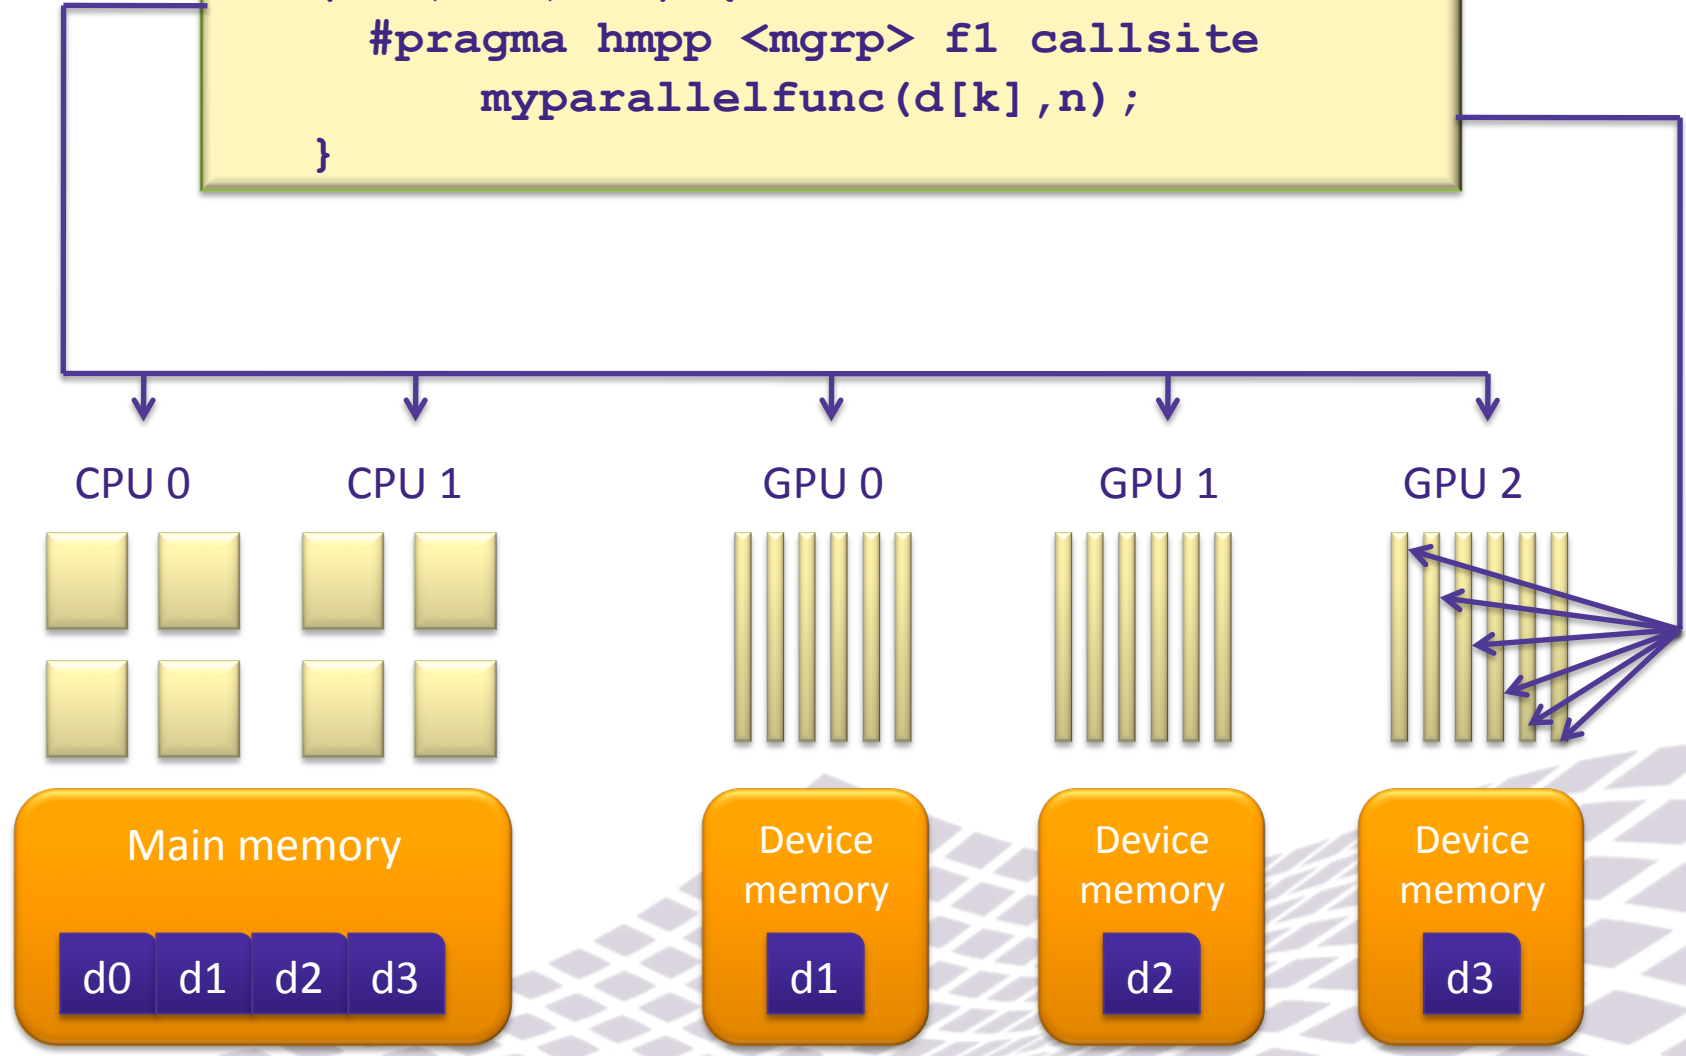 #pragma hmpp <mgrp> f1 callsite
myparallelfunc(d[k],n);
}
CPU 0 CPU 1 GPU 0 GPU 1 GPU 2
Main memory
Device memory
Device memory
Device memory
d0 d1 d2 d3 d1 d2 d3